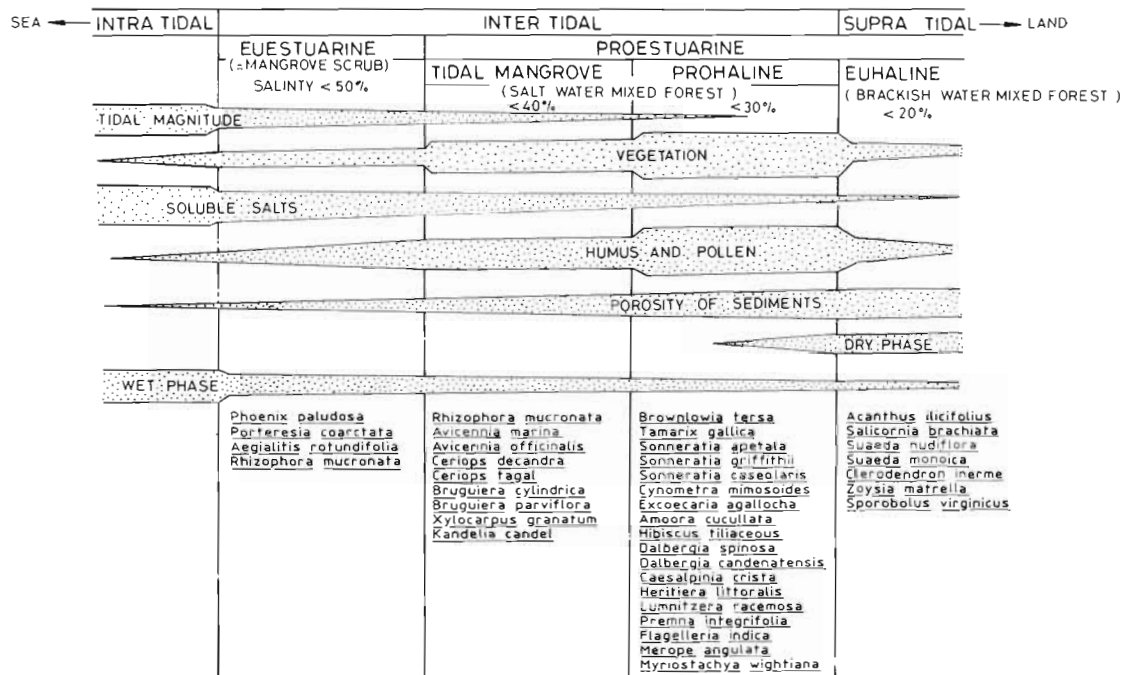 SEA
INTRA TIDAL
INTER TIDAL
SUPRA TIDAL
LAND
EUESTUARINE
(±MANGROVE SCRUB)
SALINITY <50‰
PROESTUARINE
TIDAL MANGROVE
PROHALINE
(SALT WATER MIXED FOREST)
<40‰
<30‰
EUHALINE
(BRACKISH WATER MIXED FOREST)
<20‰
TIDAL MAGNITUDE
VEGETATION
SOLUBLE SALTS
HUMUS AND POLLEN
POROSITY OF SEDIMENTS
DRY PHASE
WET PHASE
Phoenix paludosa
Porteresia coarctata
Aegialitis rotundifolia
Rhizophora mucronata
Rhizophora mucronata
Avicennia marina
Avicennia officinalis
Ceriops decandra
Ceriops tagal
Bruguiera cylindrica
Bruguiera parviflora
Xylocarpus granatum
Kandelia candel
Brownlowia tersa
Tamarix gallica
Sonneratia apetala
Sonneratia griffithii
Sonneratia caseolaris
Cynometra mimosoides
Excoecaria agallocha
Amoora cucullata
Hibiscus tiliaceous
Dalbergia spinosa
Dalbergia candenatensis
Caesalpinia crista
Heritiera littoralis
Lumnitzera racemosa
Premna integrifolia
Flagelleria indica
Merope angulata
Myriostachya wightiana
Acanthus ilicifolius
Salicornia brachiata
Suaeda nudiflora
Suaeda monoica
Clerodendron inerme
Zoysia matrella
Sporobolus virginicus